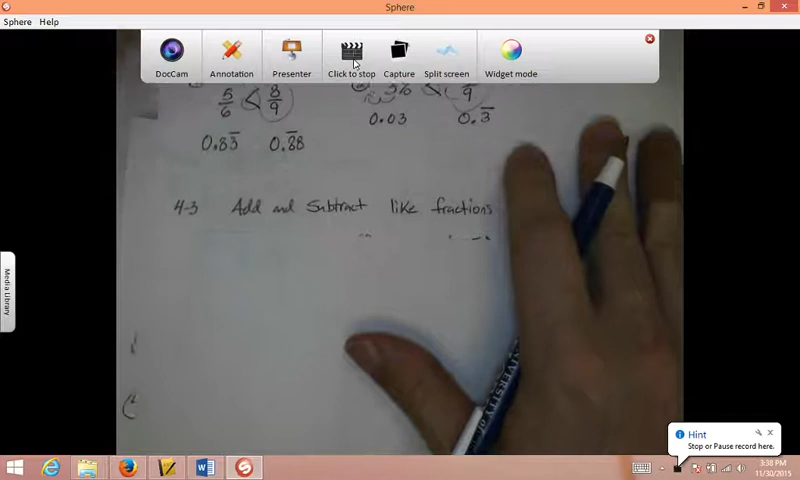 Sphere
Sphere Help
DocCam Annotation Presenter Click to stop Capture Split screen Widget mode
5/6 < 8/9
3% <
9
0.03 0.3̅
0.83̅ 0.8̅8
4-3 Add and Subtract like fractions
Media Library
Hint
Stop or Pause record here.
3:38 PM
11/30/2015